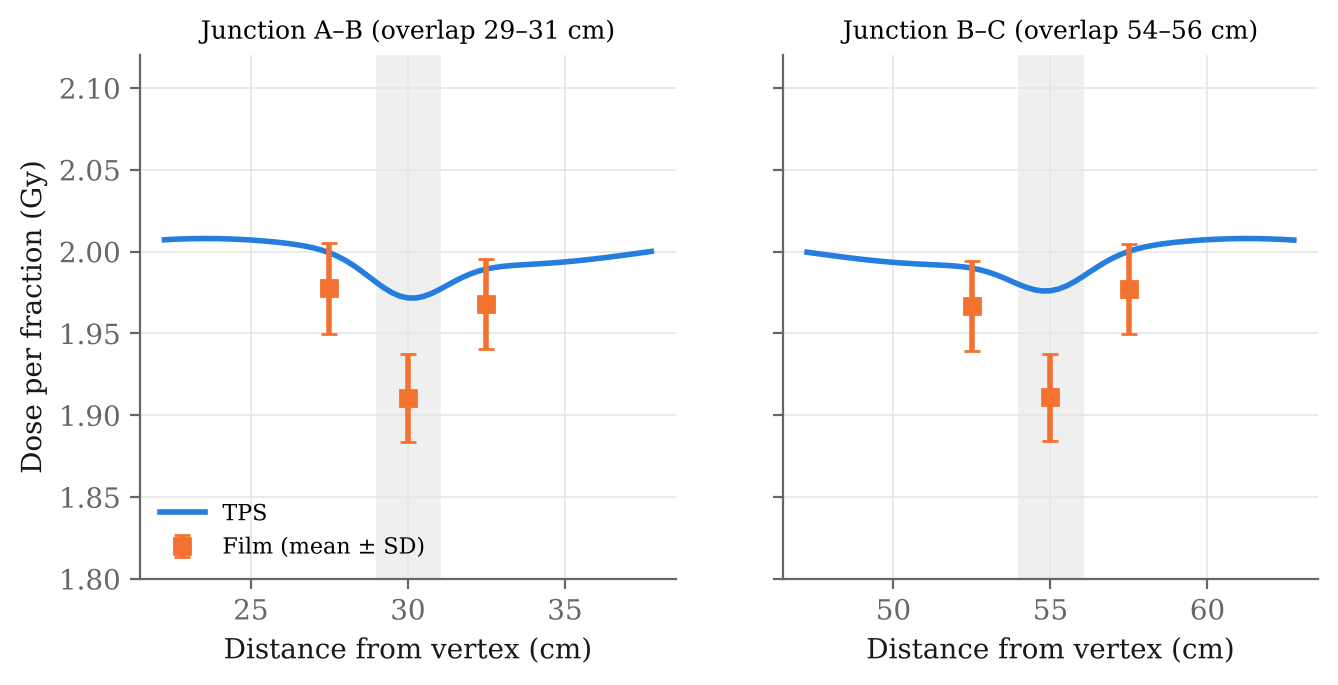 Junction A–B (overlap 29–31 cm)
Junction B–C (overlap 54–56 cm)
Dose per fraction (Gy)
2.10
2.05
2.00
1.95
1.90
1.85
1.80
TPS
Film (mean ± SD)
25 30 35
50 55 60
Distance from vertex (cm)
Distance from vertex (cm)